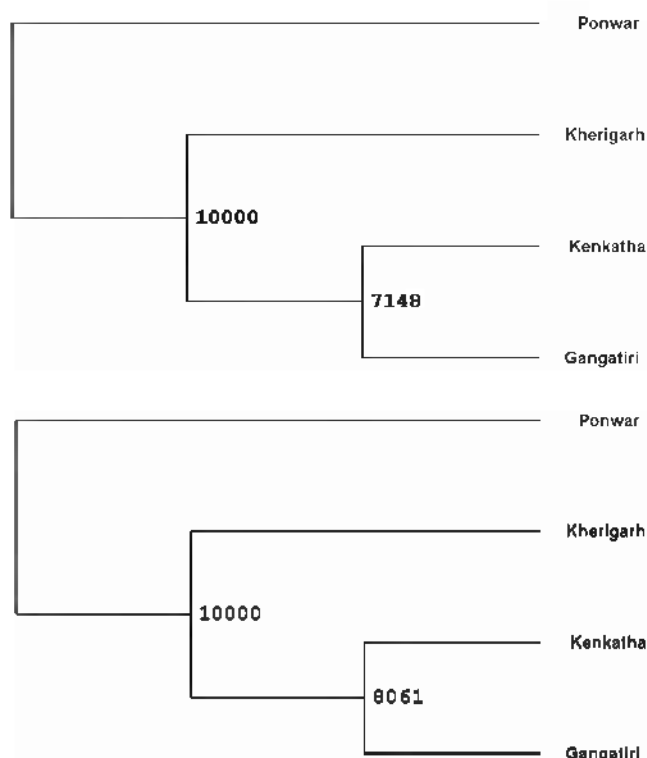 Ponwar
Kherigarh
10000
Kenkatha
7148
Gangatiri
Ponwar
Kherigarh
10000
Kenkatha
8061
Gangatiri